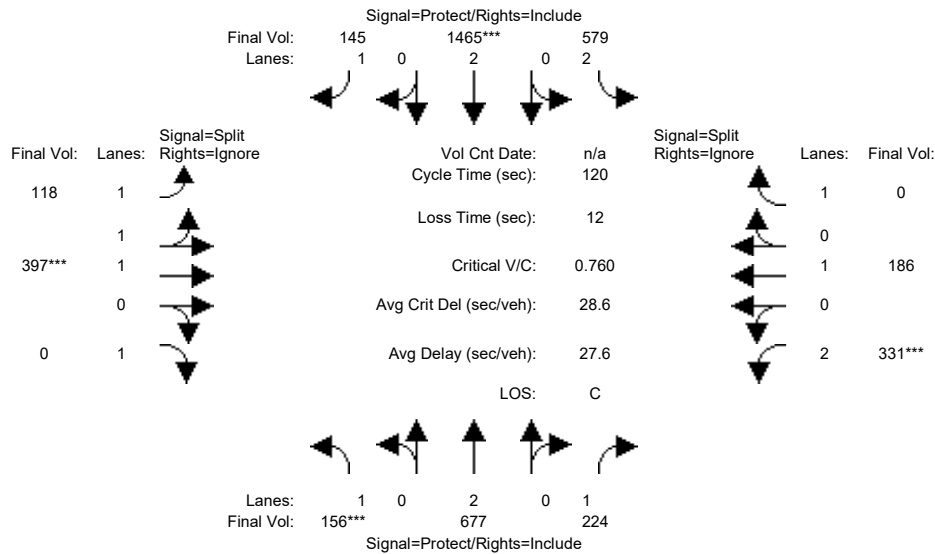 Signal=Protect/Rights=Include
Final Vol: 145 1465*** 579
Lanes: 1 0 2 0 2
Signal=Split Signal=Split
Final Vol: Lanes: Rights=Ignore Vol Cnt Date: n/a Rights=Ignore Lanes: Final Vol:
Cycle Time (sec): 120
118 1 1 0
Loss Time (sec): 12
1 0
397*** 1 Critical V/C: 0.760 1 186
0 Avg Crit Del (sec/veh): 28.6 0
0 1 Avg Delay (sec/veh): 27.6 2 331***
LOS: C
Lanes: 1 0 2 0 1
Final Vol: 156*** 677 224
Signal=Protect/Rights=Include